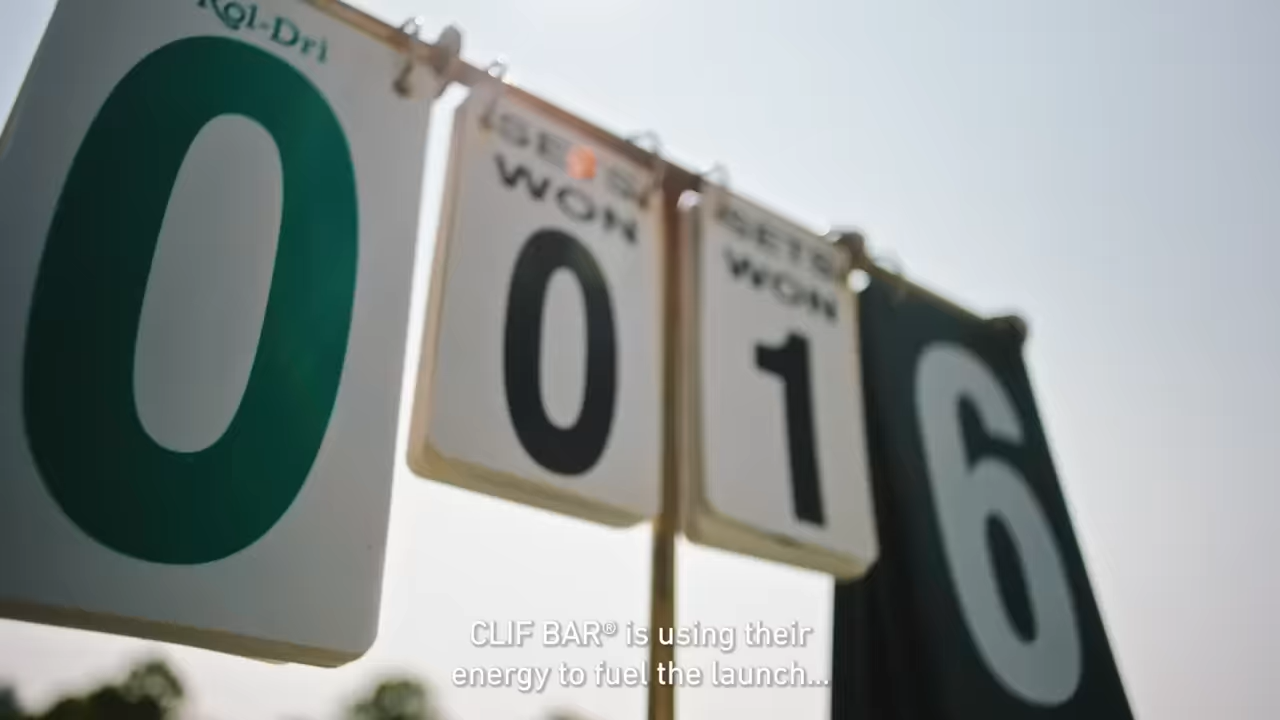 Rol-Dri
0
SETS
WON
0
SETS
WON
1
6
CLIF BAR® is using their
energy to fuel the launch...